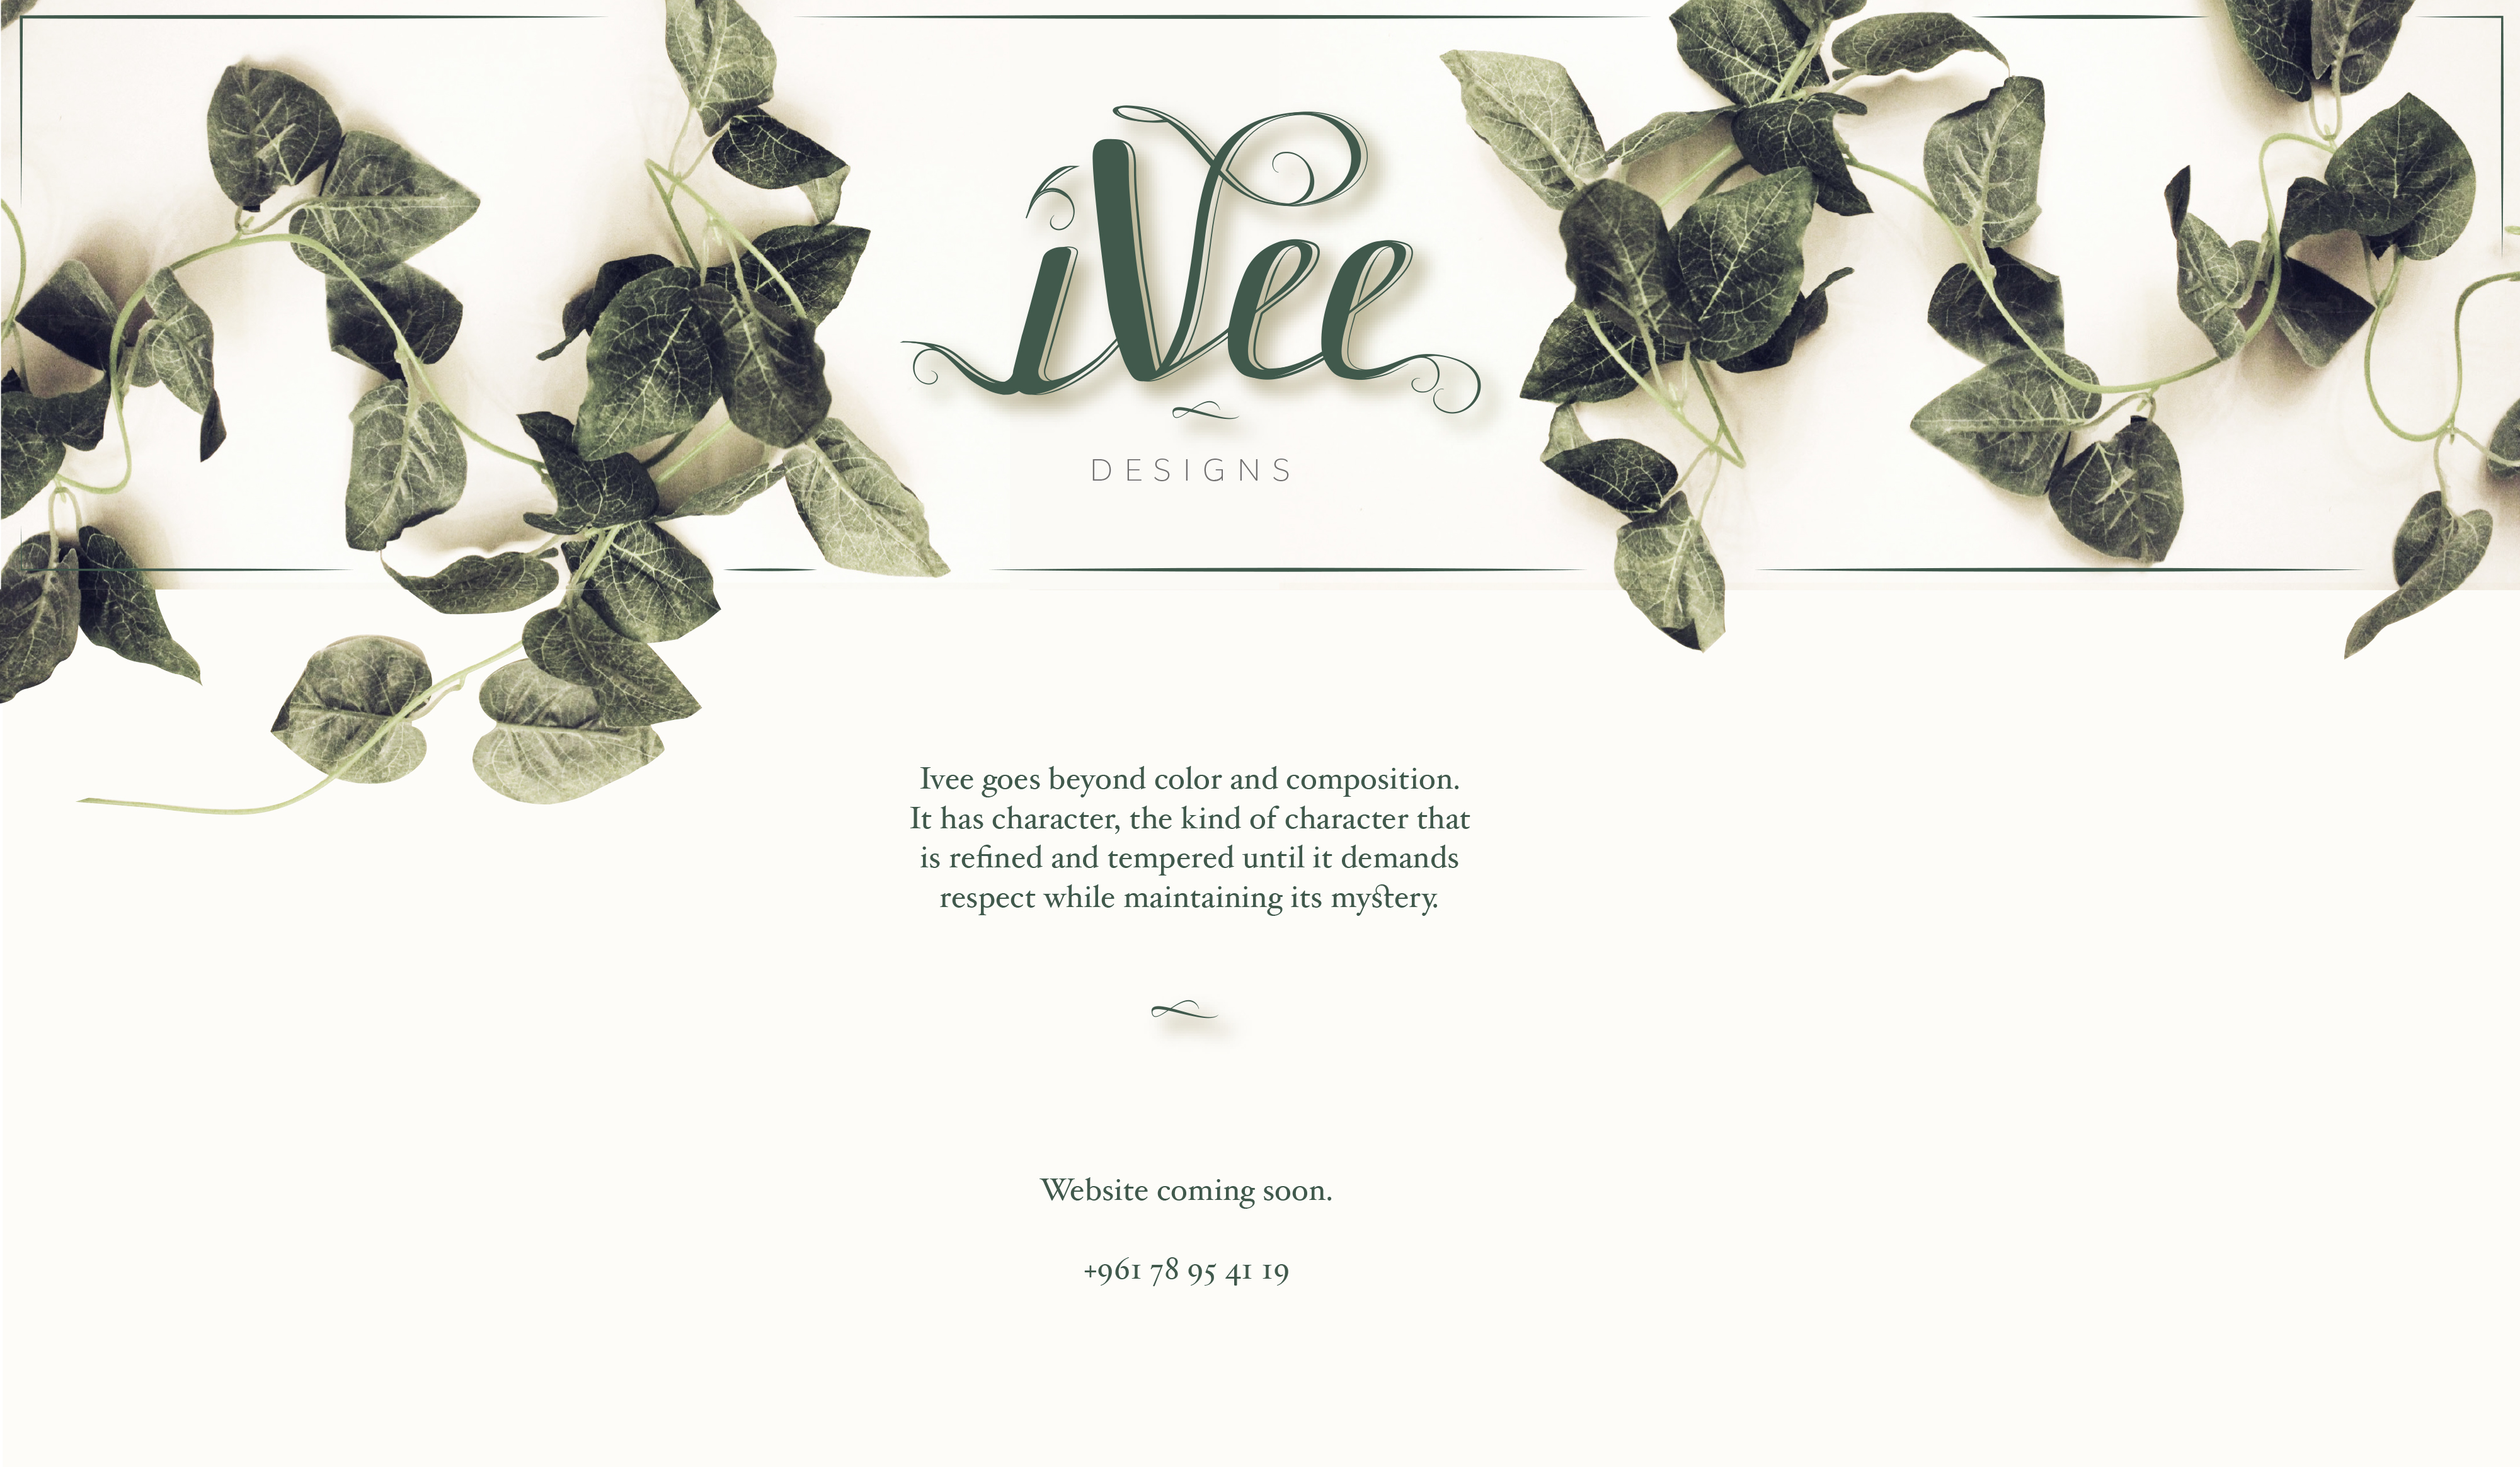 iVee
DESIGNS
Ivee goes beyond color and composition.
It has character, the kind of character that
is refined and tempered until it demands
respect while maintaining its mystery.
Website coming soon.
+961 78 95 41 19